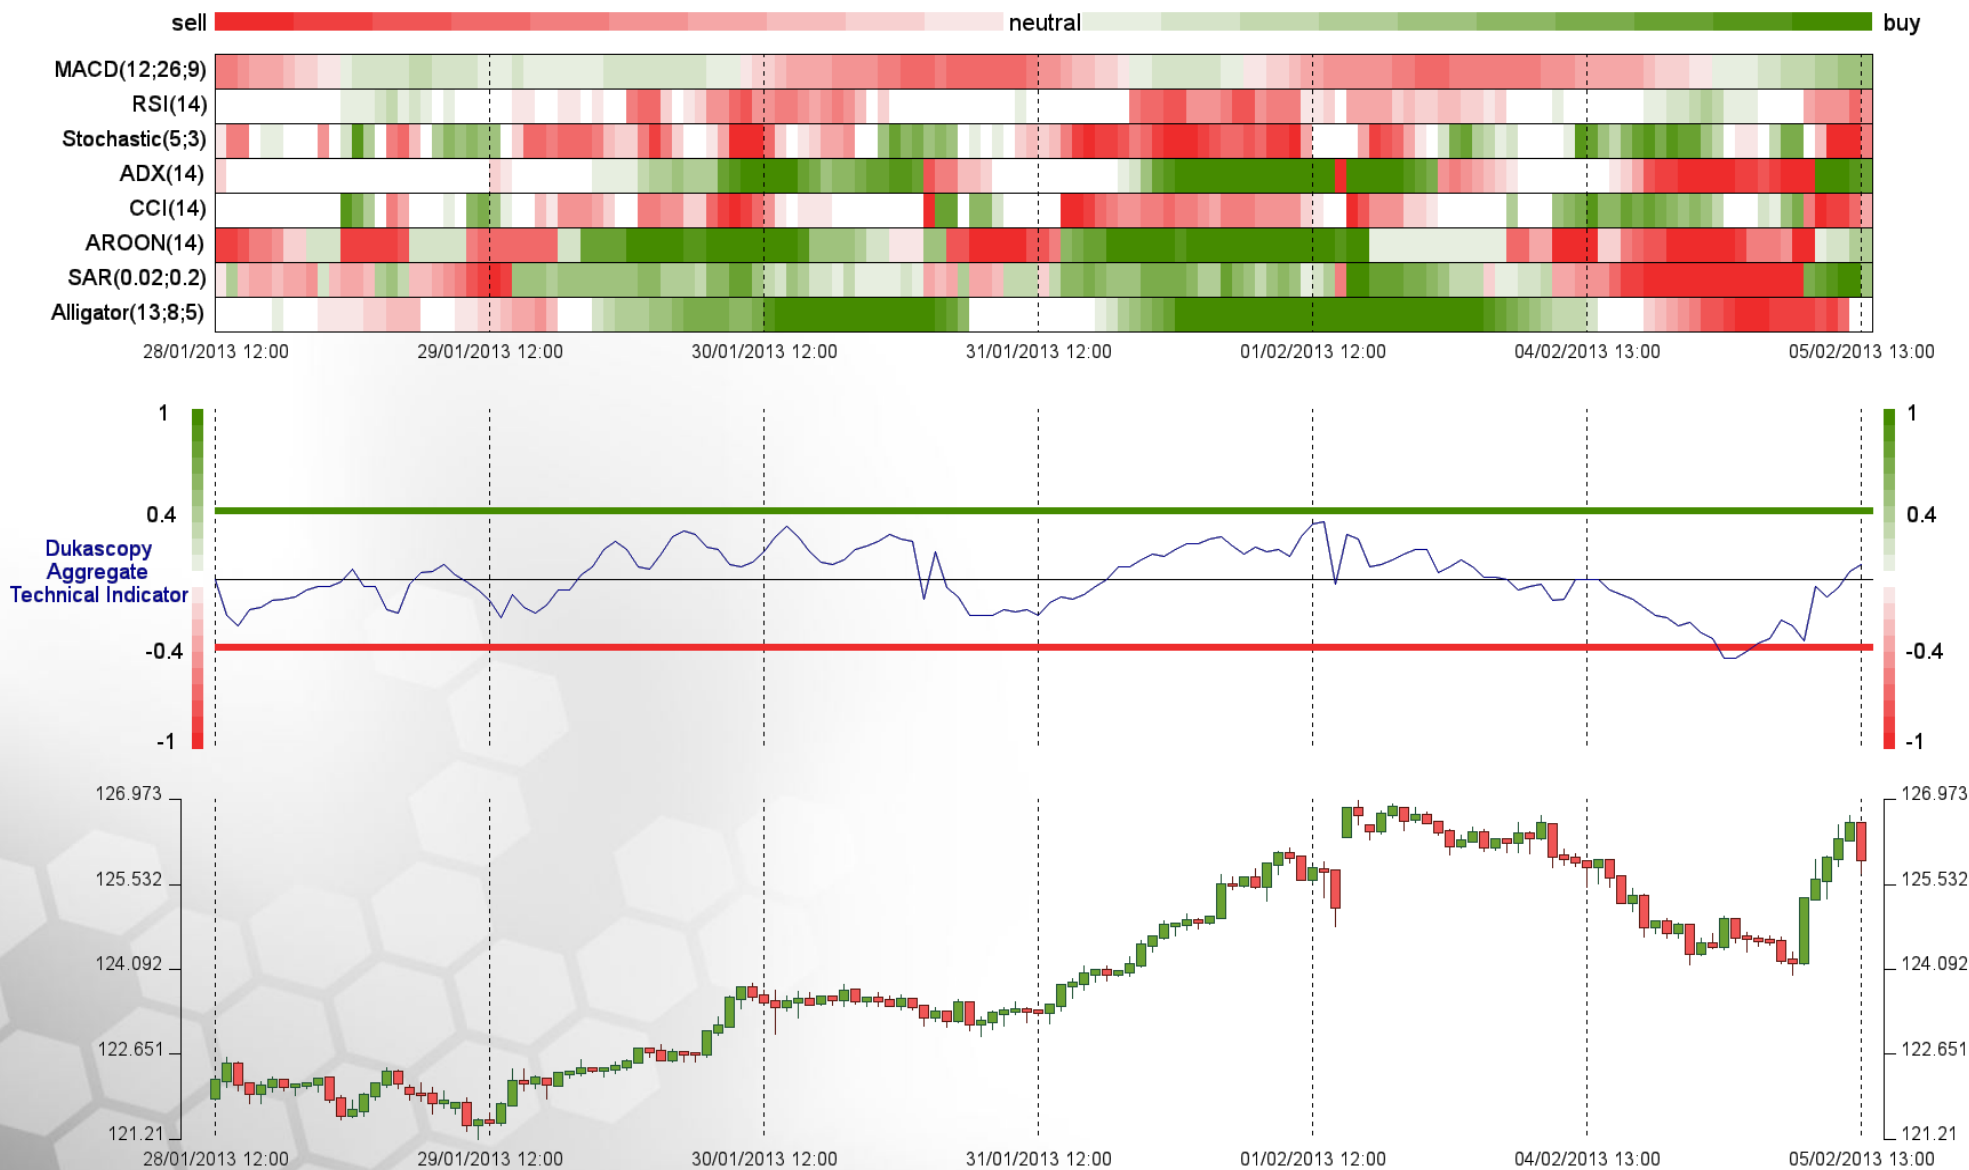 sell neutral buy
MACD(12;26;9)
RSI(14)
Stochastic(5;3)
ADX(14)
CCI(14)
AROON(14)
SAR(0.02;0.2)
Alligator(13;8;5)
28/01/2013 12:00 29/01/2013 12:00 30/01/2013 12:00 31/01/2013 12:00 01/02/2013 12:00 04/02/2013 13:00 05/02/2013 13:00
1 1
0.4 0.4
Dukascopy
Aggregate
Technical Indicator
-0.4 -0.4
-1 -1
126.973 126.973
125.532 125.532
124.092 124.092
122.651 122.651
121.21 121.21
28/01/2013 12:00 29/01/2013 12:00 30/01/2013 12:00 31/01/2013 12:00 01/02/2013 12:00 04/02/2013 13:00 05/02/2013 13:00